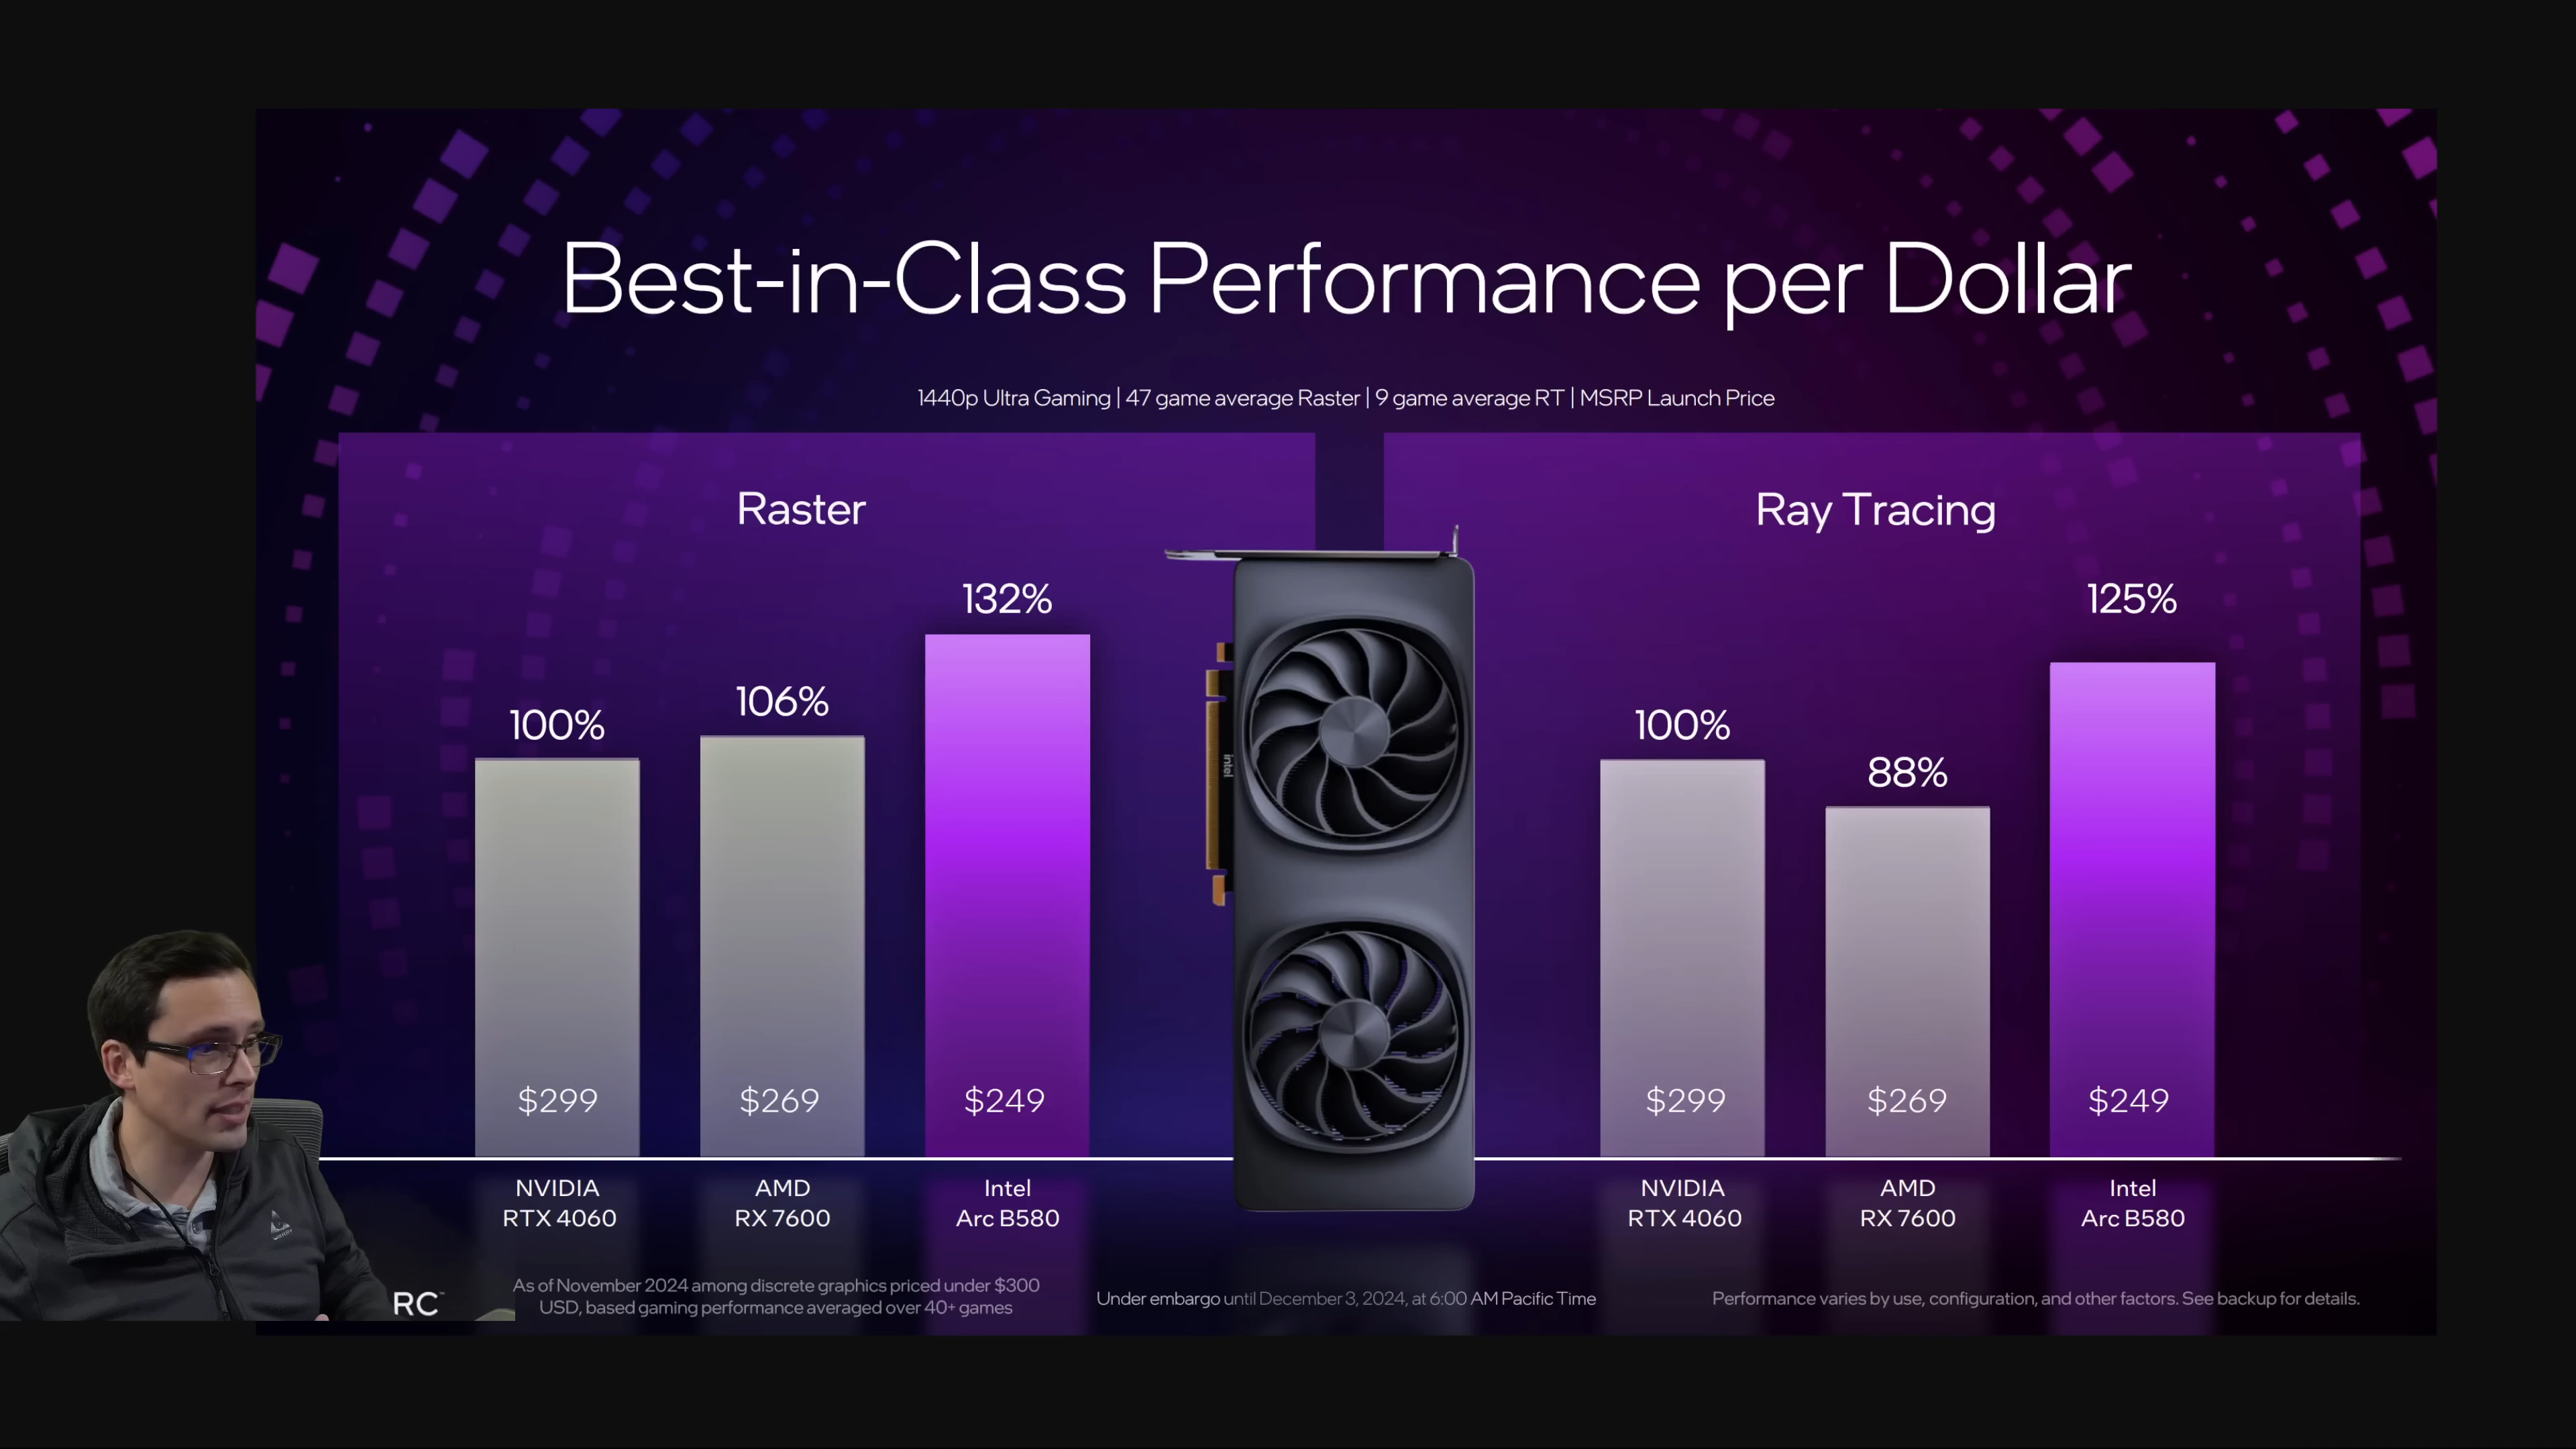 Best-in-Class Performance per Dollar
1440p Ultra Gaming | 47 game average Raster | 9 game average RT | MSRP Launch Price
Raster
100%
106%
132%
$299
$269
$249
NVIDIA
RTX 4060
AMD
RX 7600
Intel
Arc B580
intel
Ray Tracing
100%
88%
125%
$299
$269
$249
NVIDIA
RTX 4060
AMD
RX 7600
Intel
Arc B580
RC
As of November 2024 among discrete graphics priced under $300
USD, based gaming performance averaged over 40+ games
Under embargo until December 3, 2024, at 6:00 AM Pacific Time
Performance varies by use, configuration, and other factors. See backup for details.